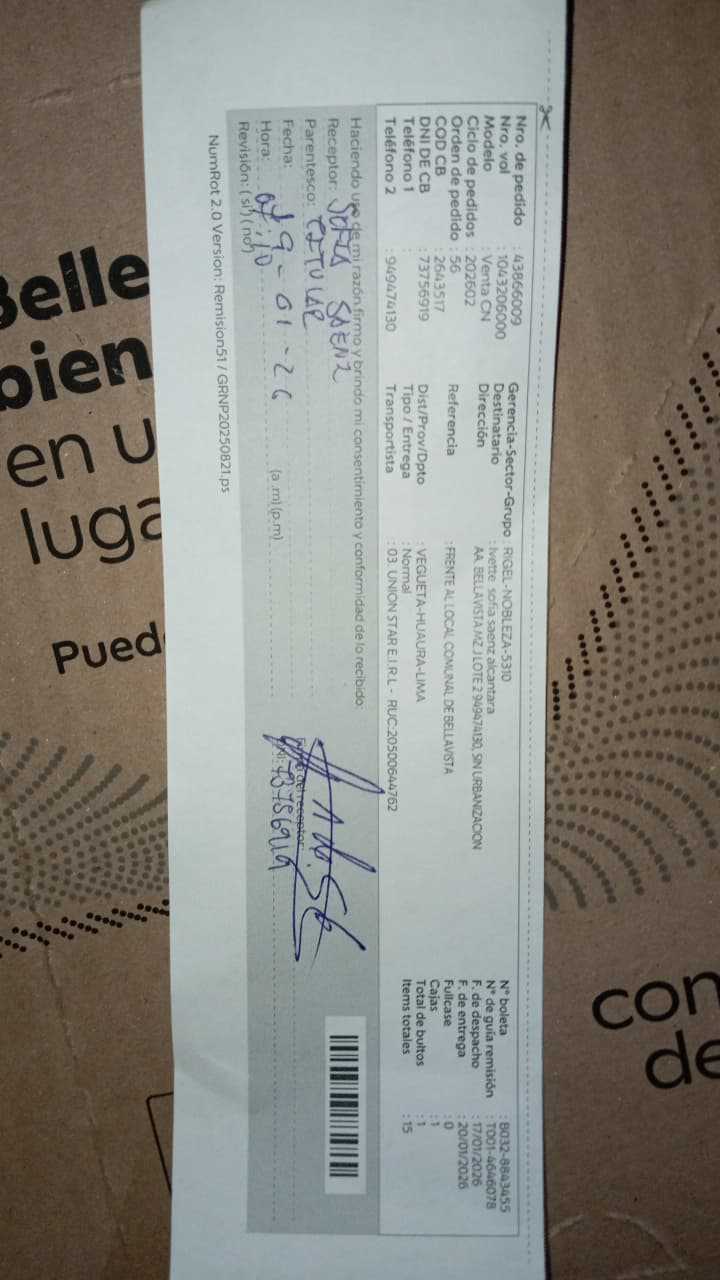 Nro. de pedido : 43866009
Nro. vol : 1043206000
Modelo : Venta CN
Ciclo de pedidos : 202602
Orden de pedido : 56
COD CB : 2643517
DNI DE CB : 73756919
Teléfono 1 :
Teléfono 2 : 949474130
Gerencia-Sector-Grupo : RIGEL-NOBLEZA-5310
Destinatario : Ivette sofia saenz alcantara
Dirección : AA. BELLAVISTA MZ J LOTE 2 949474130, SIN URBANIZACION
Referencia : FRENTE AL LOCAL COMUNAL DE BELLAVISTA
Dist/Prov/Dpto : VEGUETA-HUAURA-LIMA
Tipo / Entrega : Normal
Transportista : 03 UNION STAR E.I.R.L - RUC:20500644762
N° boleta : B032-8843455
N° de guía remisión : T001-4646078
F. de despacho : 17/01/2026
F. de entrega : 20/01/2026
Fullcase : 0
Cajas : 1
Total de bultos : 1
Items totales : 15
Haciendo uso de mi razón firmo y brindo mi consentimiento y conformidad de lo recibido:
Receptor: SOFIA SAENZ
Parentesco: TITULAR
Fecha: 19-01-26
Hora: (a.m)(p.m)
Revisión: (si) (no)
del receptor:
NumRot 2.0 Version: Remision51 / GRNP20250821.ps
Belle
bien
en u
luga
Pued
con
de